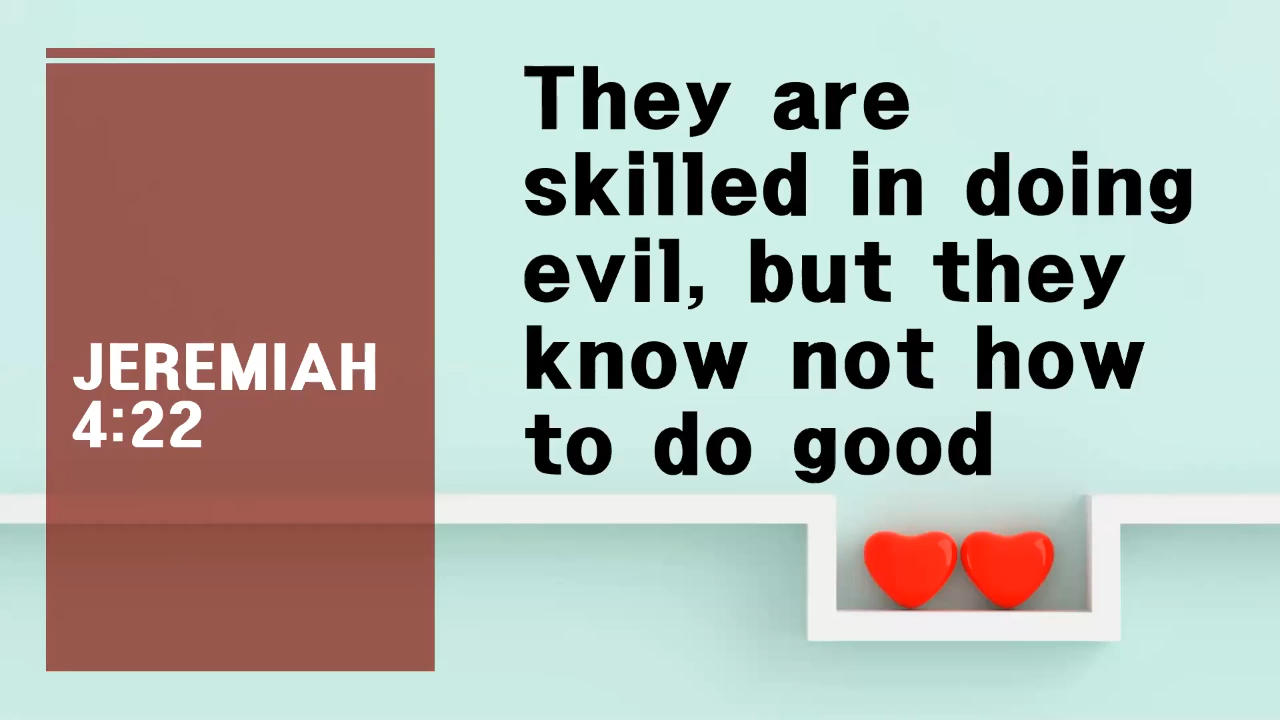 JEREMIAH
4:22
They are
skilled in doing
evil, but they
know not how
to do good